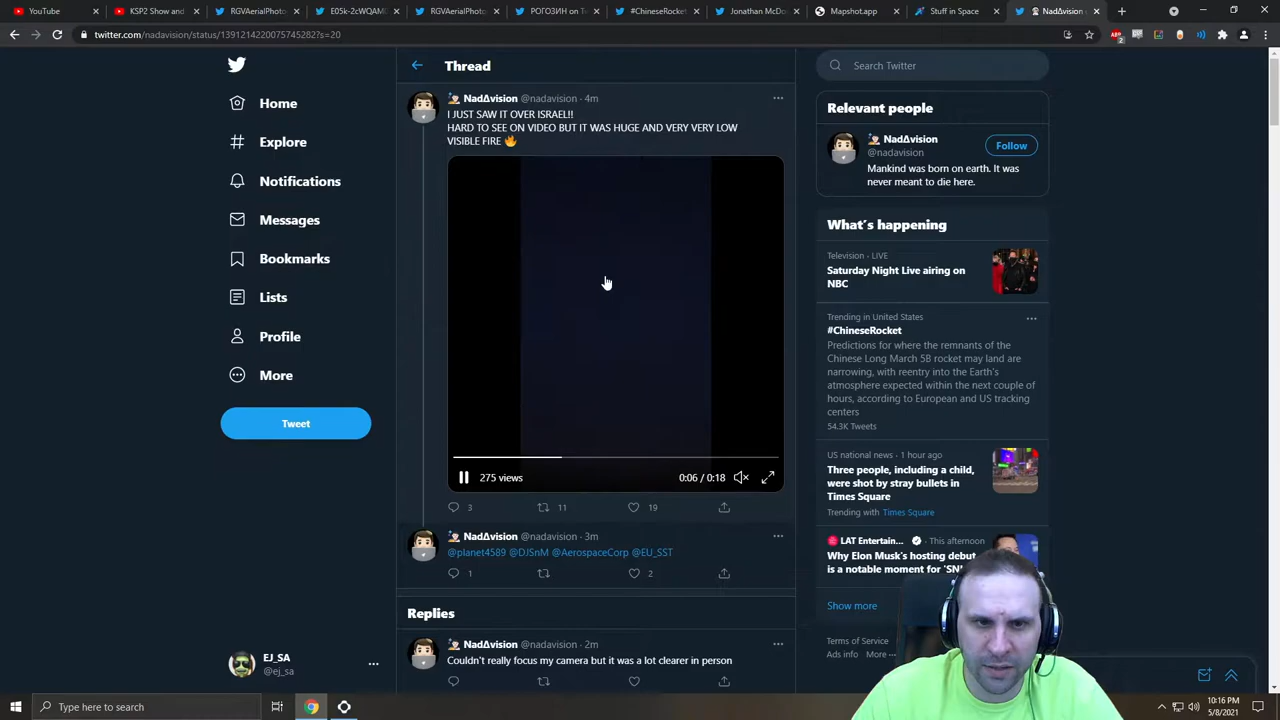 YouTube
KSP2 Show and
RGVAerialPhoto
E05k-2cWQAM
RGVAerialPhoto
РОГОЗИН on Tw
#ChineseRocket
Jonathan McDo
Mapshot.app
Stuff in Space
NadΔvision
twitter.com/nadavision/status/1391214220075745282?s=20
Home
Explore
Notifications
Messages
Bookmarks
Lists
Profile
More
Tweet
EJ_SA
@ej_sa
Thread
NadΔvision @nadavision · 4m
I JUST SAW IT OVER ISRAEL!!
HARD TO SEE ON VIDEO BUT IT WAS HUGE AND VERY VERY LOW
VISIBLE FIRE 🔥
275 views
0:06 / 0:18
3
11
19
NadΔvision @nadavision · 3m
@planet4589 @DJSnM @AerospaceCorp @EU_SST
1
2
Replies
NadΔvision @nadavision · 2m
Couldn't really focus my camera but it was a lot clearer in person
Search Twitter
Relevant people
NadΔvision
@nadavision
Follow
Mankind was born on earth. It was
never meant to die here.
What's happening
Television · LIVE
Saturday Night Live airing on
NBC
Trending in United States
#ChineseRocket
Predictions for where the remnants of the
Chinese Long March 5B rocket may land are
narrowing, with reentry into the Earth's
atmosphere expected within the next couple of
hours, according to European and US tracking
centers
54.3K Tweets
US national news · 1 hour ago
Three people, including a child,
were shot by stray bullets in
Times Square
Trending with Times Square
LAT Entertain... · This afternoon
Why Elon Musk's hosting debut
is a notable moment for 'SN
Show more
Terms of Service
Ads info More
Type here to search
10:16 PM
5/8/2021